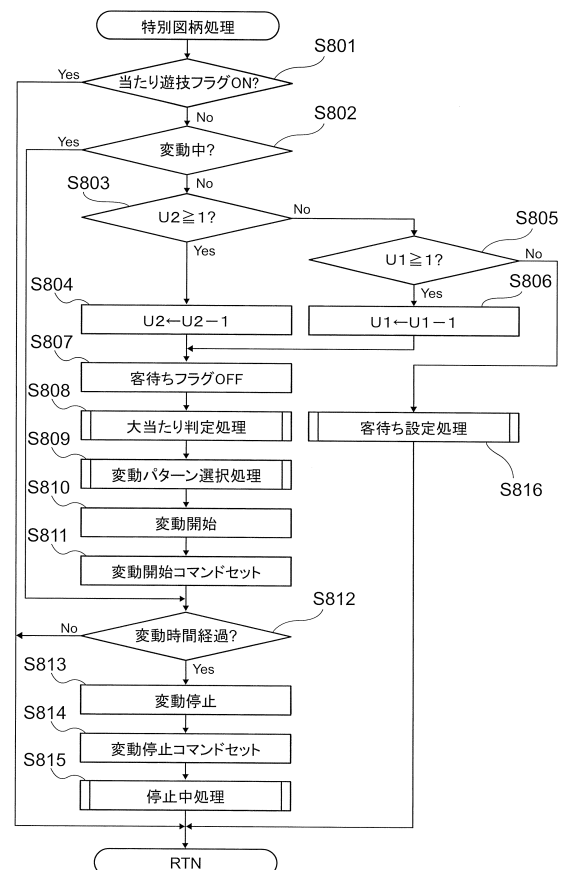 特別図柄処理
S801
当たり遊技フラグON?
Yes
No
S802
変動中?
Yes
No
S803
U2≧1?
No
Yes
S805
U1≧1?
No
Yes
S804
U2←U2－1
S806
U1←U1－1
S807
客待ちフラグOFF
S808
大当たり判定処理
客待ち設定処理
S816
S809
変動パターン選択処理
S810
変動開始
S811
変動開始コマンドセット
S812
変動時間経過?
No
Yes
S813
変動停止
S814
変動停止コマンドセット
S815
停止中処理
RTN